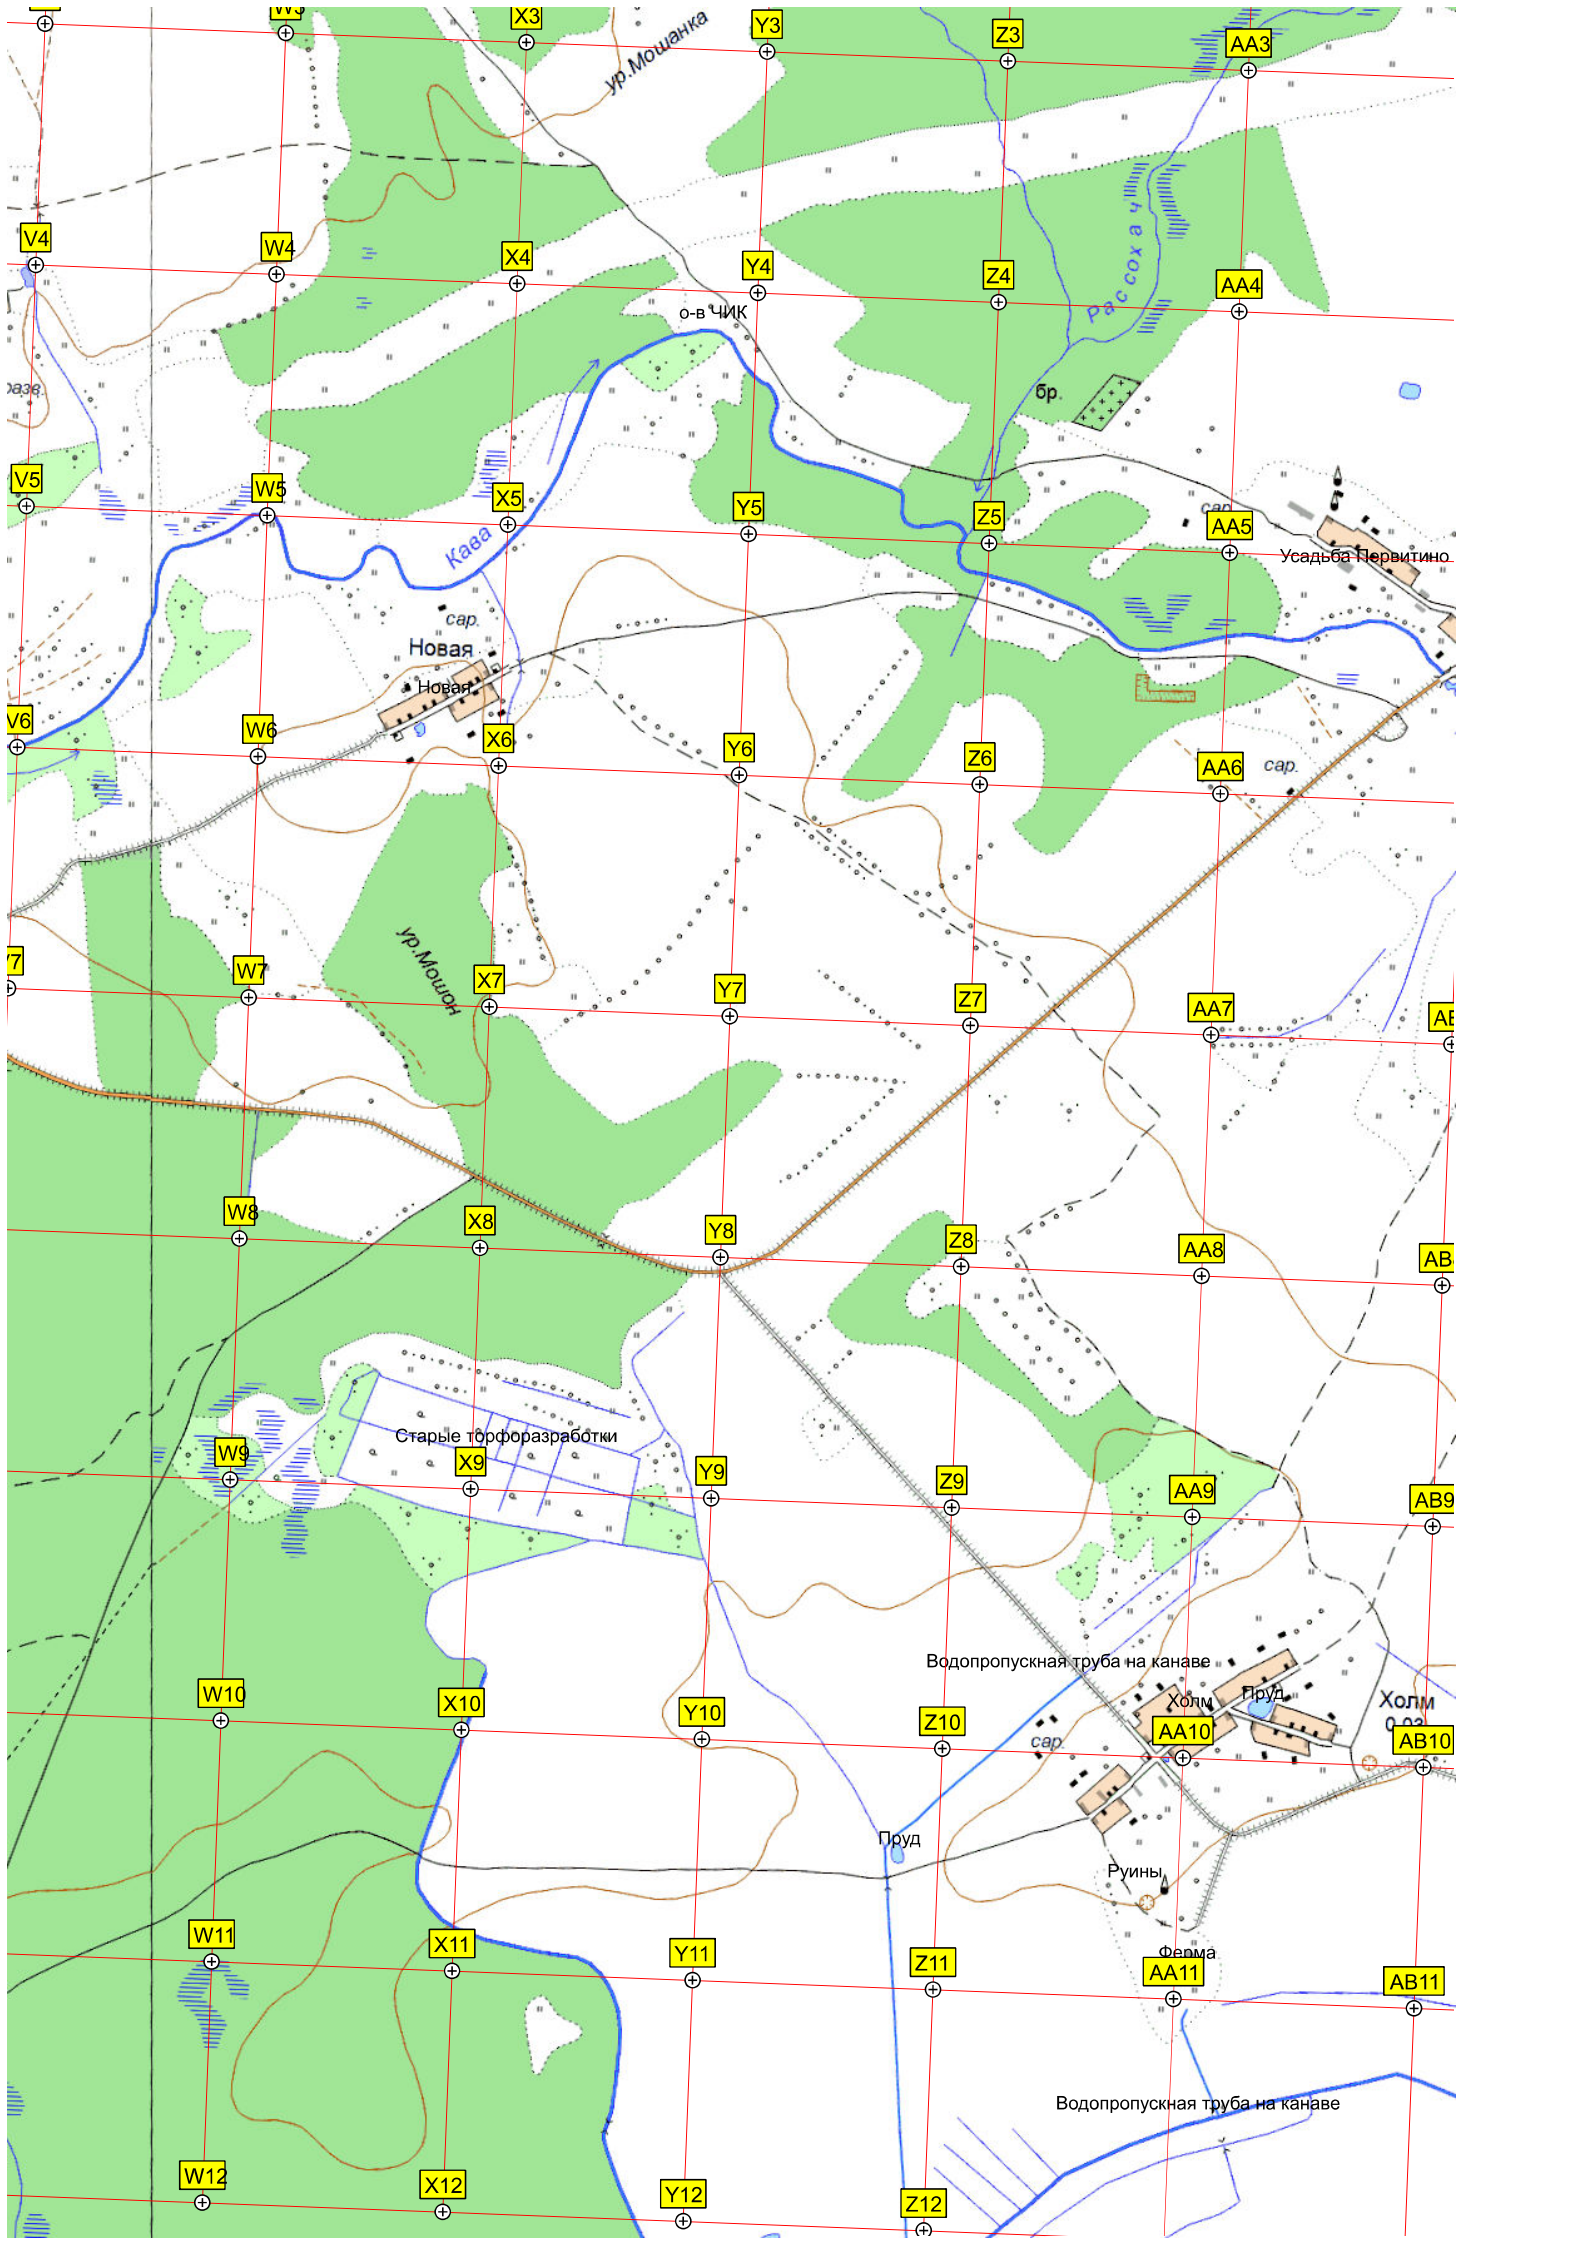 W3
X3
Y3
Z3
AA3
ур.Мошанка
V4
W4
X4
Y4
Z4
AA4
Рассохач
о-в ЧИК
бр.
V5
W5
X5
Y5
Z5
AA5
сар.
Усадьба Первитино
Кава
сар.
Новая
Новая
V6
W6
X6
Y6
Z6
AA6
сар.
ур.Мошон
W7
X7
Y7
Z7
AA7
W8
X8
Y8
Z8
AA8
Старые торфоразработки
W9
X9
Y9
Z9
AA9
AB9
Водопропускная труба на канаве
W10
X10
Y10
Z10
AA10
AB10
Холм
Пруд
Холм
сар.
Пруд
Руины
Ферма
W11
X11
Y11
Z11
AA11
AB11
Водопропускная труба на канаве
W12
X12
Y12
Z12